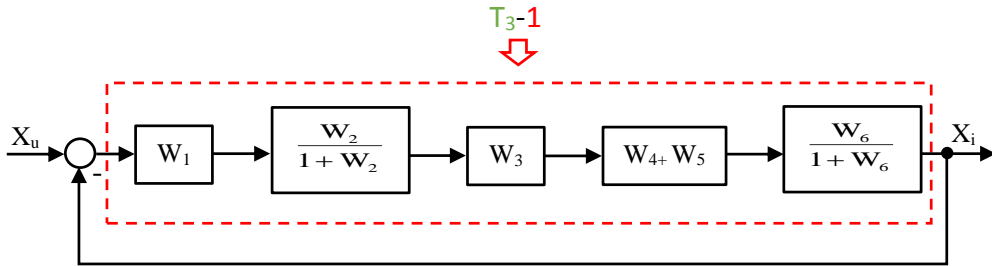 T₃-1
Xᵤ
-
W₁
W₂
1 + W₂
W₃
W₄₊ W₅
W₆
1 + W₆
Xᵢ